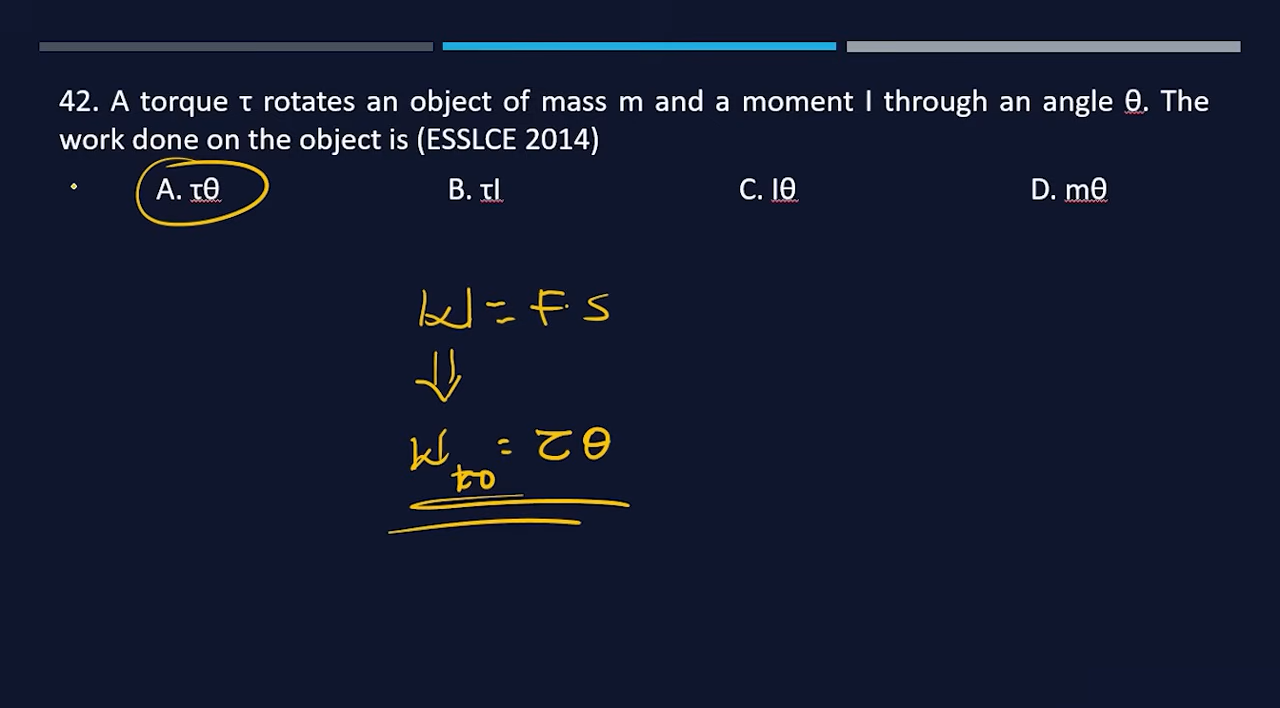 42. A torque τ rotates an object of mass m and a moment I through an angle θ. The
work done on the object is (ESSLCE 2014)
A. τθ B. τI C. Iθ D. mθ
W = F. S
⇓
W = τθ